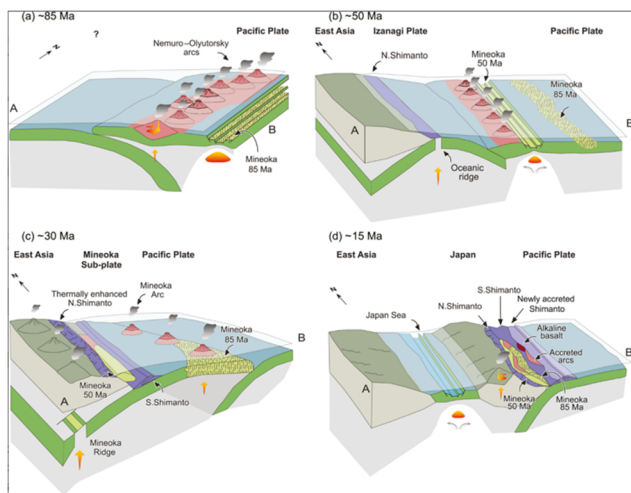 (a) ~85 Ma
Pacific Plate
?
N
Nemuro–Olyutorsky
arcs
A
B
Mineoka
85 Ma
(b) ~50 Ma
East Asia
Izanagi Plate
Pacific Plate
N
N.Shimanto
Mineoka
50 Ma
Mineoka
85 Ma
A
B
Oceanic
ridge
(c) ~30 Ma
East Asia
Mineoka
Sub-plate
Pacific Plate
N
Thermally enhanced
N.Shimanto
Mineoka
Arc
Mineoka
85 Ma
B
Mineoka
50 Ma
A
S.Shimanto
Mineoka
Ridge
(d) ~15 Ma
East Asia
Japan
Pacific Plate
N
S.Shimanto
N.Shimanto
Newly accreted
Shimanto
Japan Sea
Alkaline
basalt
B
Accreted
arcs
A
Mineoka
50 Ma
Mineoka
85 Ma